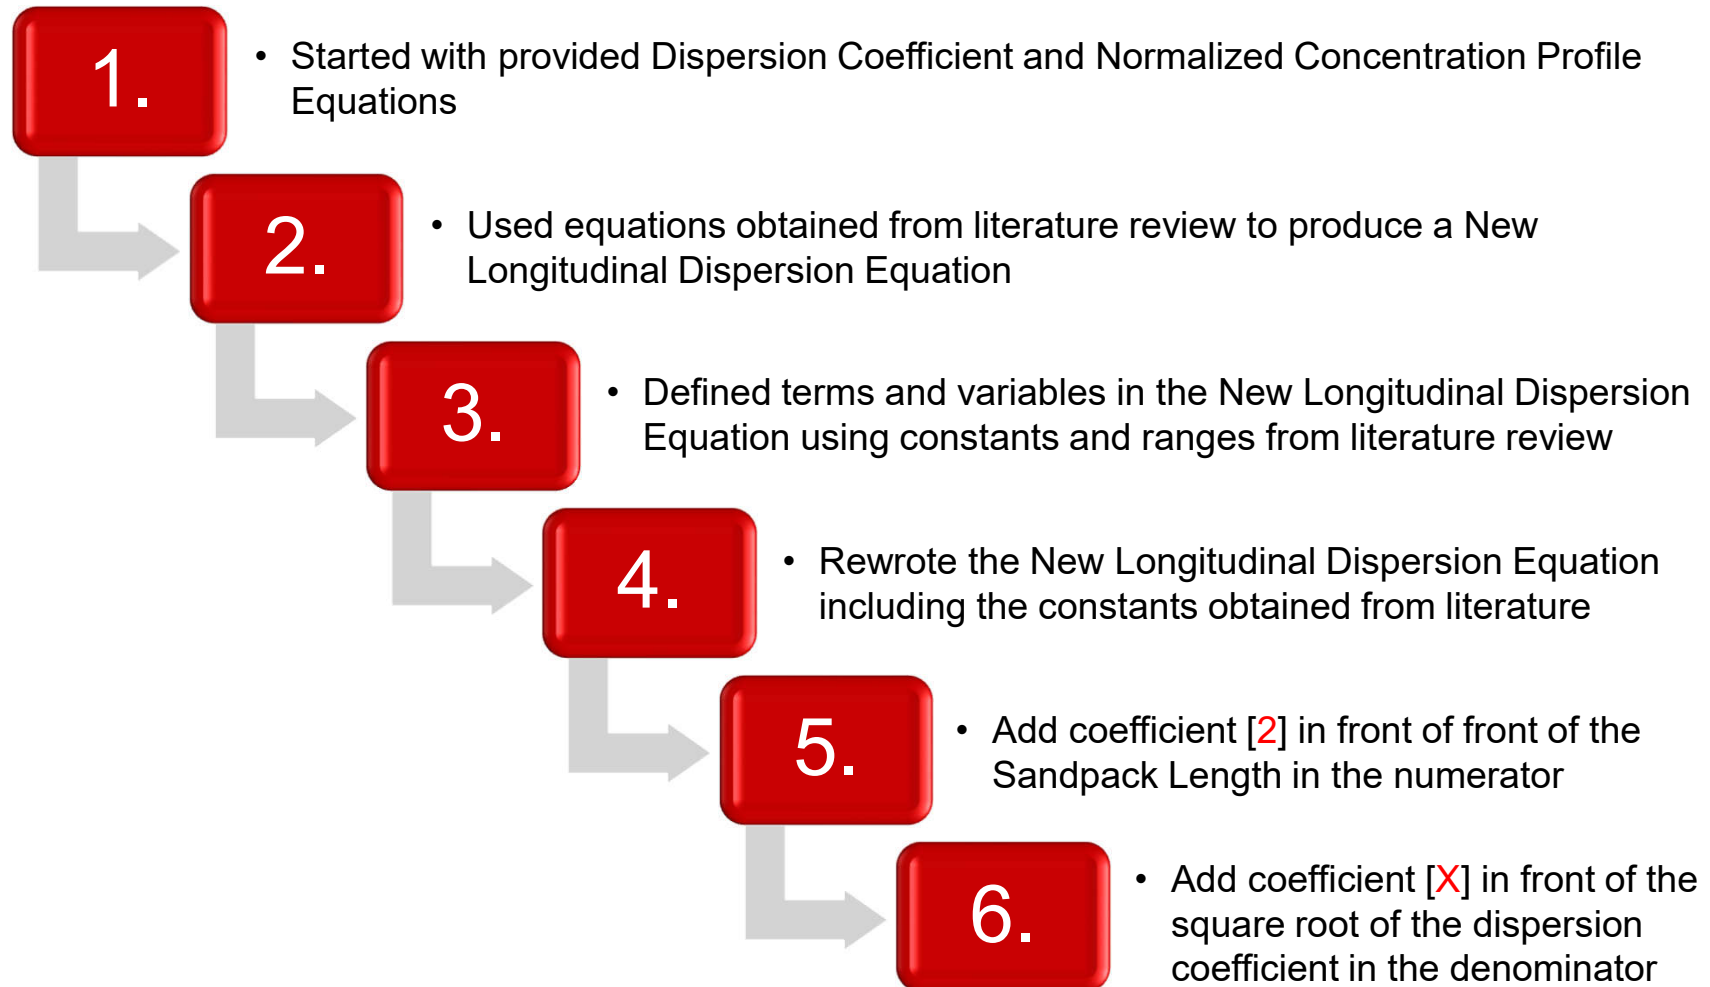 1.
• Started with provided Dispersion Coefficient and Normalized Concentration Profile
Equations
2.
• Used equations obtained from literature review to produce a New
Longitudinal Dispersion Equation
3.
• Defined terms and variables in the New Longitudinal Dispersion
Equation using constants and ranges from literature review
4.
• Rewrote the New Longitudinal Dispersion Equation
including the constants obtained from literature
5.
• Add coefficient [2] in front of front of the
Sandpack Length in the numerator
6.
• Add coefficient [X] in front of the
square root of the dispersion
coefficient in the denominator